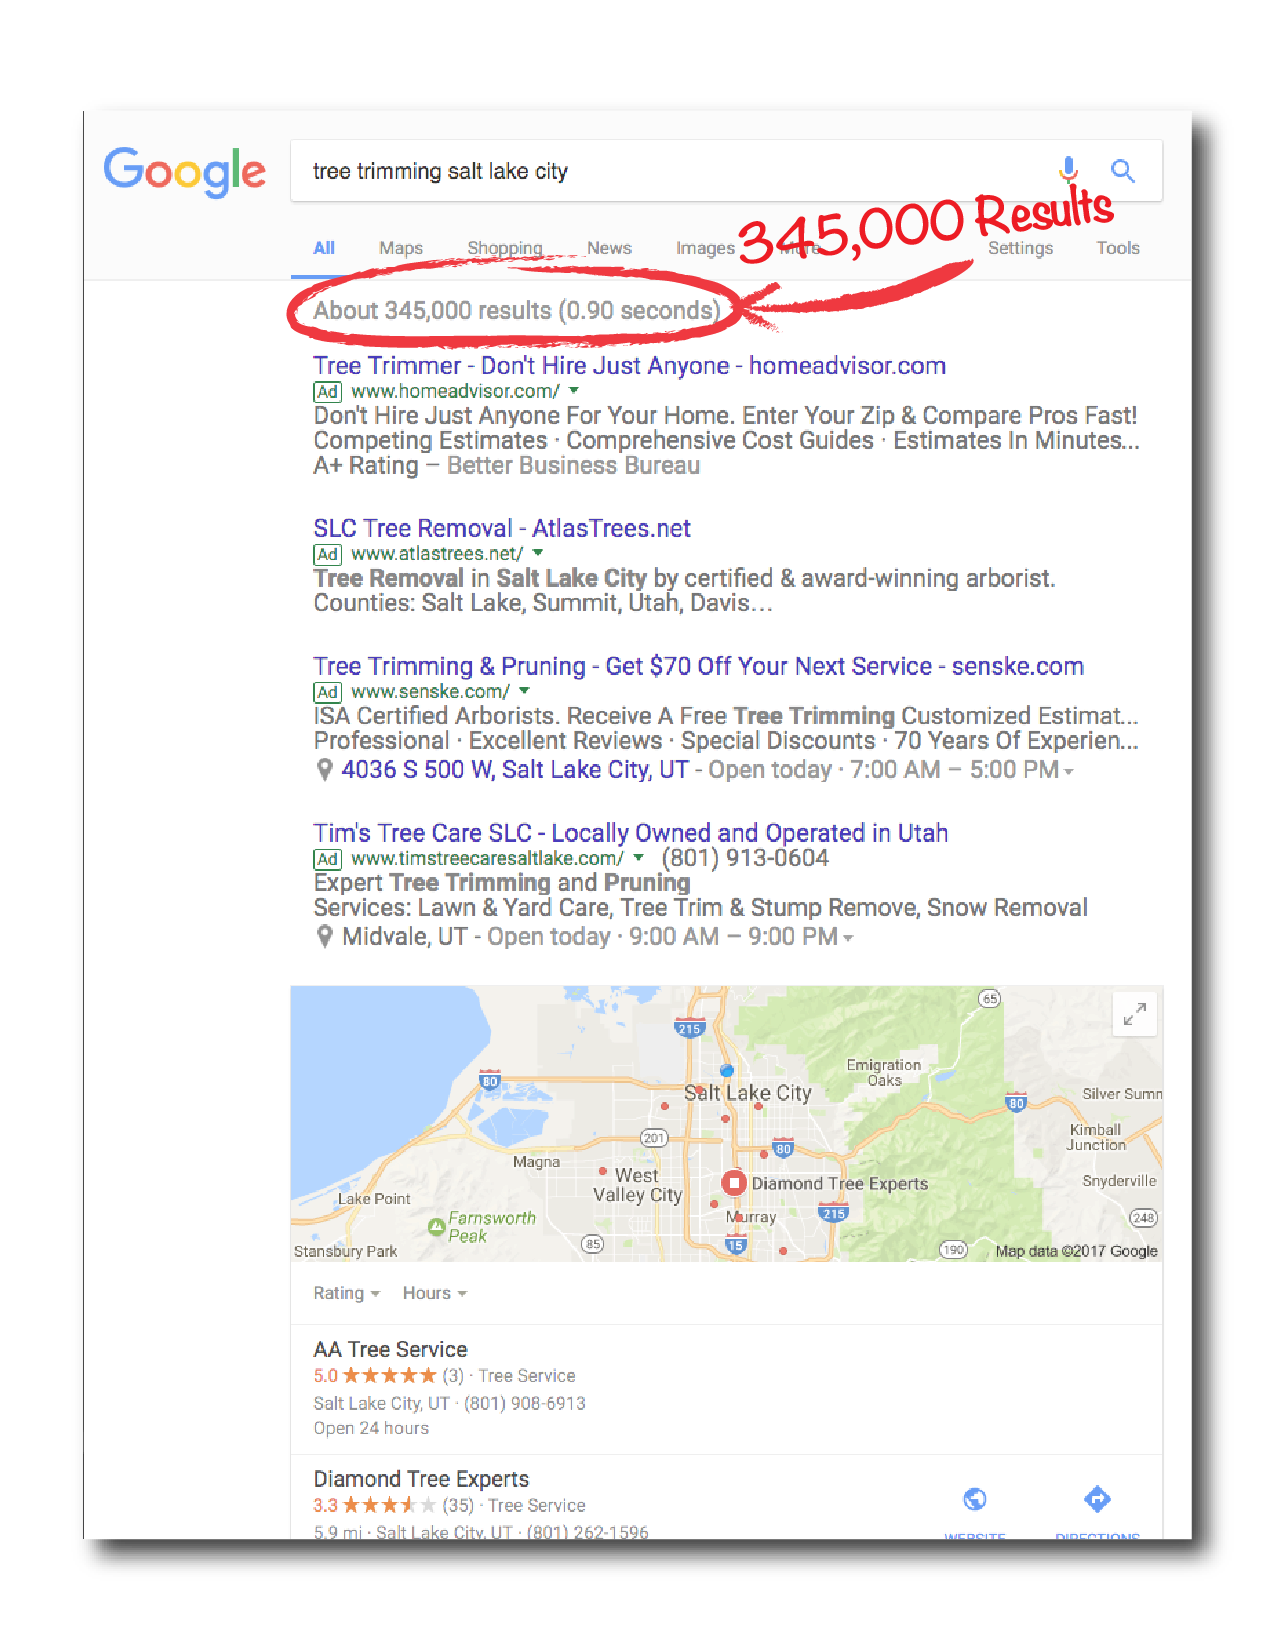 Google
tree trimming salt lake city
345,000 Results
All Maps Shopping News Images More Settings Tools
About 345,000 results (0.90 seconds)
Tree Trimmer - Don't Hire Just Anyone - homeadvisor.com
Ad www.homeadvisor.com/
Don't Hire Just Anyone For Your Home. Enter Your Zip & Compare Pros Fast!
Competing Estimates · Comprehensive Cost Guides · Estimates In Minutes...
A+ Rating – Better Business Bureau
SLC Tree Removal - AtlasTrees.net
Ad www.atlastrees.net/
Tree Removal in Salt Lake City by certified & award-winning arborist.
Counties: Salt Lake, Summit, Utah, Davis...
Tree Trimming & Pruning - Get $70 Off Your Next Service - senske.com
Ad www.senske.com/
ISA Certified Arborists. Receive A Free Tree Trimming Customized Estimat...
Professional · Excellent Reviews · Special Discounts · 70 Years Of Experien...
4036 S 500 W, Salt Lake City, UT - Open today · 7:00 AM – 5:00 PM
Tim's Tree Care SLC - Locally Owned and Operated in Utah
Ad www.timstreecaresaltlake.com/ (801) 913-0604
Expert Tree Trimming and Pruning
Services: Lawn & Yard Care, Tree Trim & Stump Remove, Snow Removal
Midvale, UT - Open today · 9:00 AM – 9:00 PM
65
215
Emigration
Oaks
80
Salt Lake City
80
Silver Sumn
Kimball
Junction
201
80
Magna
West
Valley City
Diamond Tree Experts
Snyderville
Lake Point
Farnsworth
Peak
Murray
215
248
Stansbury Park
85
15
190
Map data ©2017 Google
Rating Hours
AA Tree Service
5.0 (3) · Tree Service
Salt Lake City, UT · (801) 908-6913
Open 24 hours
Diamond Tree Experts
3.3 (35) · Tree Service
5.9 mi · Salt Lake City, UT · (801) 262-1596
WEBSITE DIRECTIONS